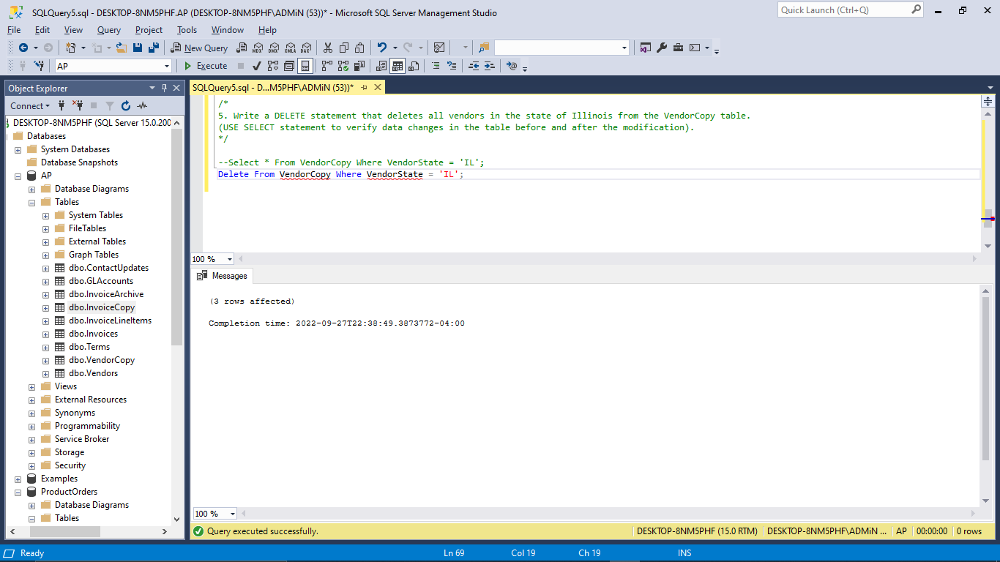 SQLQuery5.sql - DESKTOP-8NM5PHF.AP (DESKTOP-8NM5PHF\ADMiN (53))* - Microsoft SQL Server Management Studio
Quick Launch (Ctrl+Q)
File Edit View Query Project Tools Window Help
New Query MDX DMX XMLA DAX
AP Execute
Object Explorer
Connect
DESKTOP-8NM5PHF (SQL Server 15.0.200
Databases
System Databases
Database Snapshots
AP
Database Diagrams
Tables
System Tables
FileTables
External Tables
Graph Tables
dbo.ContactUpdates
dbo.GLAccounts
dbo.InvoiceArchive
dbo.InvoiceCopy
dbo.InvoiceLineItems
dbo.Invoices
dbo.Terms
dbo.VendorCopy
dbo.Vendors
Views
External Resources
Synonyms
Programmability
Service Broker
Storage
Security
Examples
ProductOrders
Database Diagrams
Tables
SQLQuery5.sql - D...M5PHF\ADMiN (53))*
/*
5. Write a DELETE statement that deletes all vendors in the state of Illinois from the VendorCopy table.
(USE SELECT statement to verify data changes in the table before and after the modification).
*/
--Select * From VendorCopy Where VendorState = 'IL';
Delete From VendorCopy Where VendorState = 'IL';
100 %
Messages
(3 rows affected)
Completion time: 2022-09-27T22:38:49.3873772-04:00
100 %
Query executed successfully. DESKTOP-8NM5PHF (15.0 RTM) DESKTOP-8NM5PHF\ADMiN ... AP 00:00:00 0 rows
Ready Ln 69 Col 19 Ch 19 INS